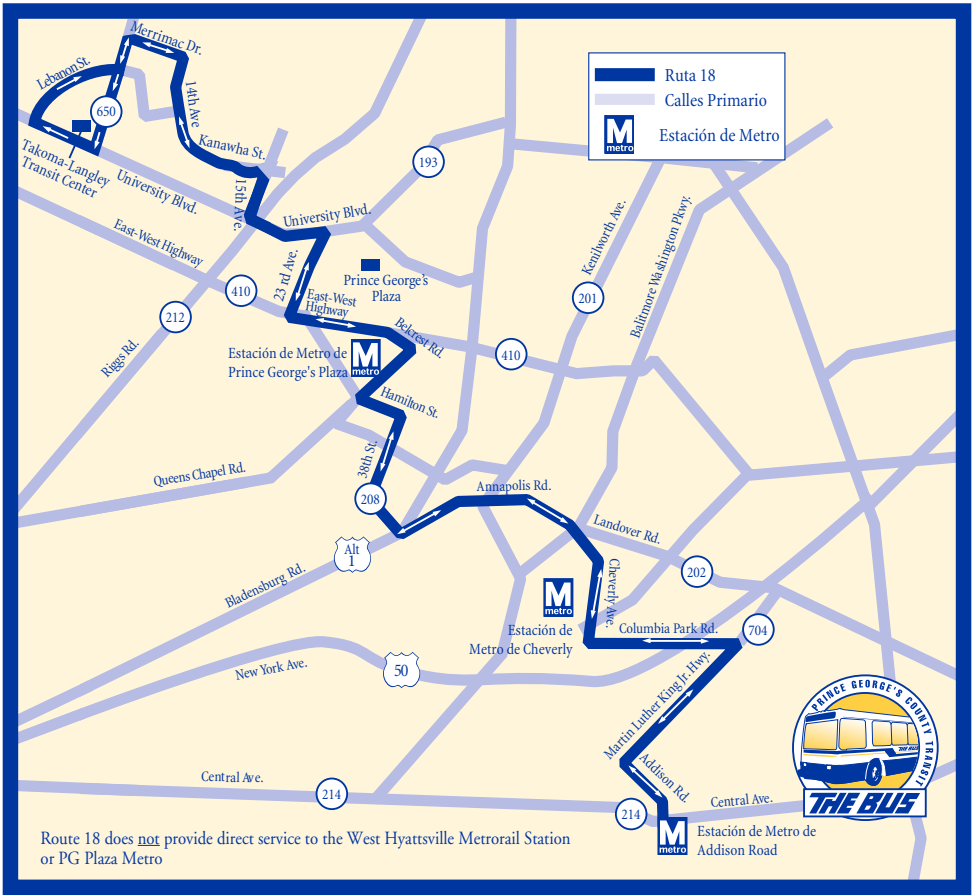 Merrimac Dr.
Lebanon St.
14th Ave
650
Kanawha St.
Takoma-Langley
Transit Center
University Blvd.
15th Ave.
University Blvd.
East-West Highway
193
Ruta 18
Calles Primario
M
metro
Estación de Metro
Kenilworth Ave.
201
Balitmore Washington Pkwy.
23 rd Ave.
Prince George's
Plaza
410
212
Riggs Rd.
East-West
Highway
Belcrest Rd.
410
Estación de Metro de
Prince George's Plaza
M
metro
Hamilton St.
38th St.
Queens Chapel Rd.
208
Annapolis Rd.
Landover Rd.
202
Alt
1
Bladensburg Rd.
Cheverly Ave.
M
metro
Estación de
Metro de Cheverly
Columbia Park Rd.
704
New York Ave.
50
Martin Luther King Jr. Hwy.
Addison Rd.
Central Ave.
214
214
Central Ave.
M
metro
Estación de Metro de
Addison Road
PRINCE GEORGE'S COUNTY TRANSIT
THE BUS
THE BUS
Route 18 does not provide direct service to the West Hyattsville Metrorail Station
or PG Plaza Metro